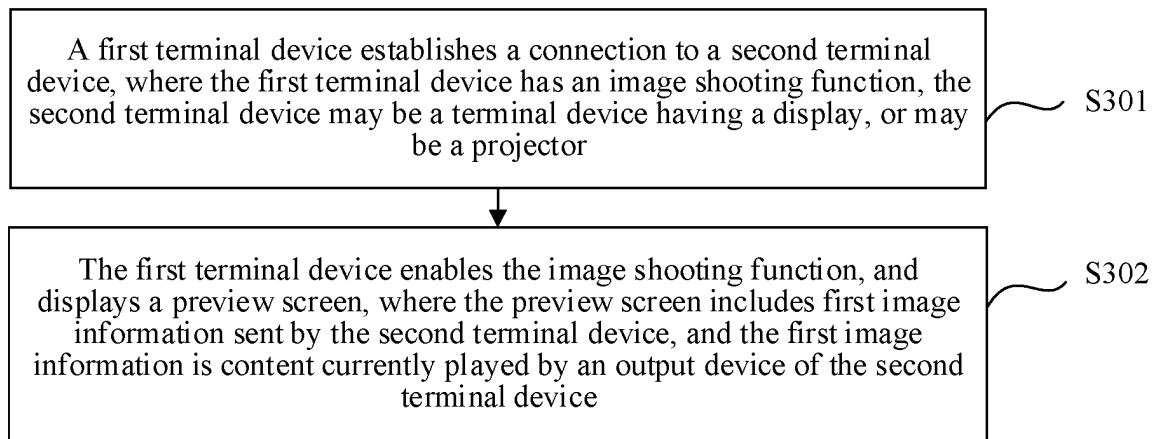 A first terminal device establishes a connection to a second terminal
device, where the first terminal device has an image shooting function, the
second terminal device may be a terminal device having a display, or may
be a projector
S301
The first terminal device enables the image shooting function, and
displays a preview screen, where the preview screen includes first image
information sent by the second terminal device, and the first image
information is content currently played by an output device of the second
terminal device
S302